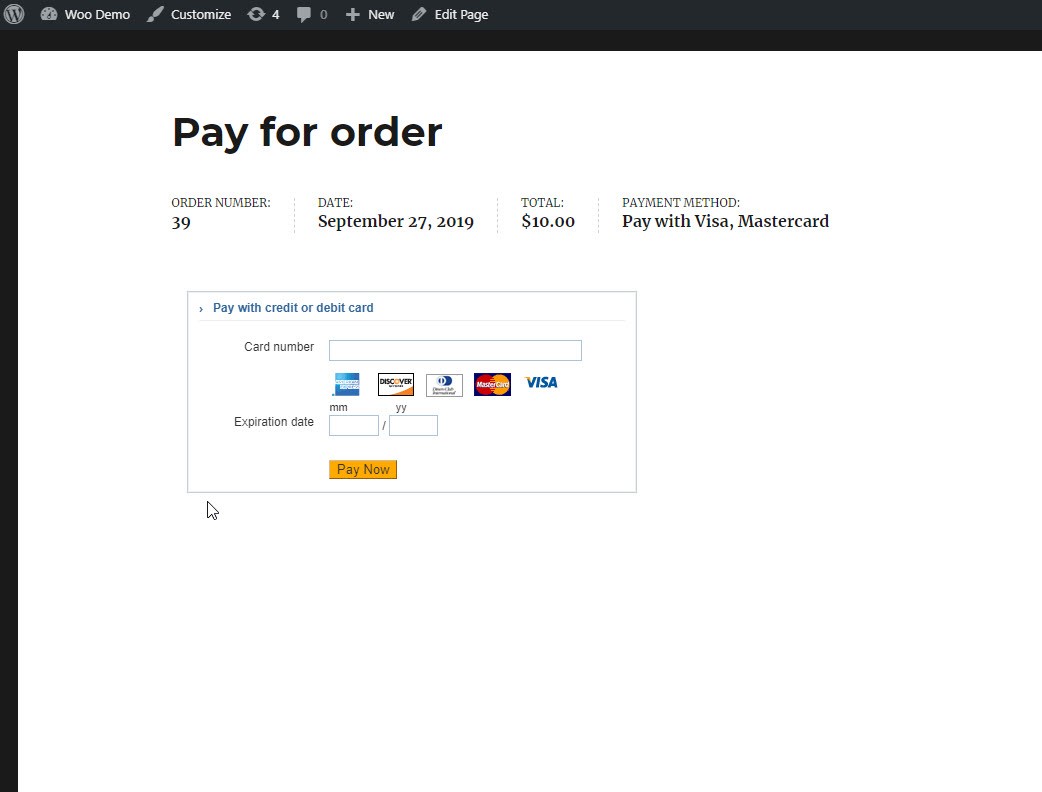 Woo Demo Customize 4 0 New Edit Page
Pay for order
ORDER NUMBER: DATE: TOTAL: PAYMENT METHOD:
39 September 27, 2019 $10.00 Pay with Visa, Mastercard
› Pay with credit or debit card
Card number
DISCOVER MasterCard VISA
mm yy
Expiration date /
Pay Now